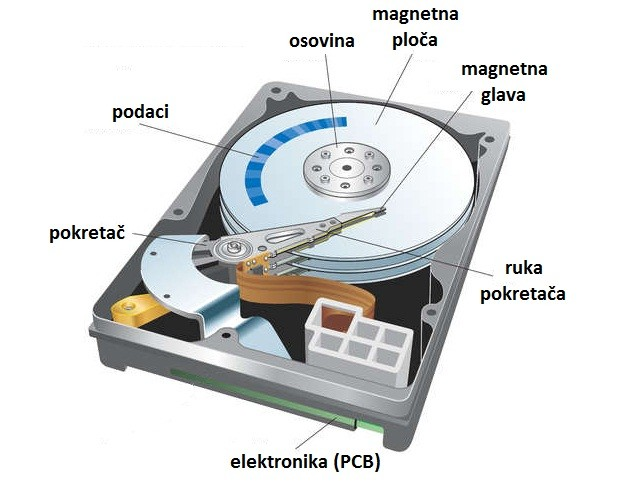 magnetna
ploča
osovina
magnetna
glava
podaci
pokretač
ruka
pokretača
elektronika (PCB)